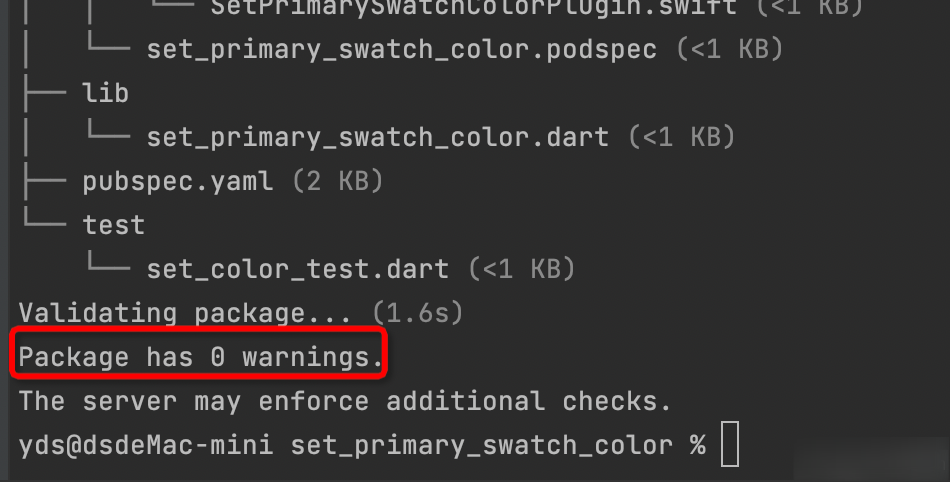 │   │   └── SetPrimarySwatchColorPlugin.swift (<1 KB)
│   └── set_primary_swatch_color.podspec (<1 KB)
├── lib
│   └── set_primary_swatch_color.dart (<1 KB)
├── pubspec.yaml (2 KB)
└── test
    └── set_color_test.dart (<1 KB)
Validating package... (1.6s)
Package has 0 warnings.
The server may enforce additional checks.
yds@dsdeMac-mini set_primary_swatch_color %